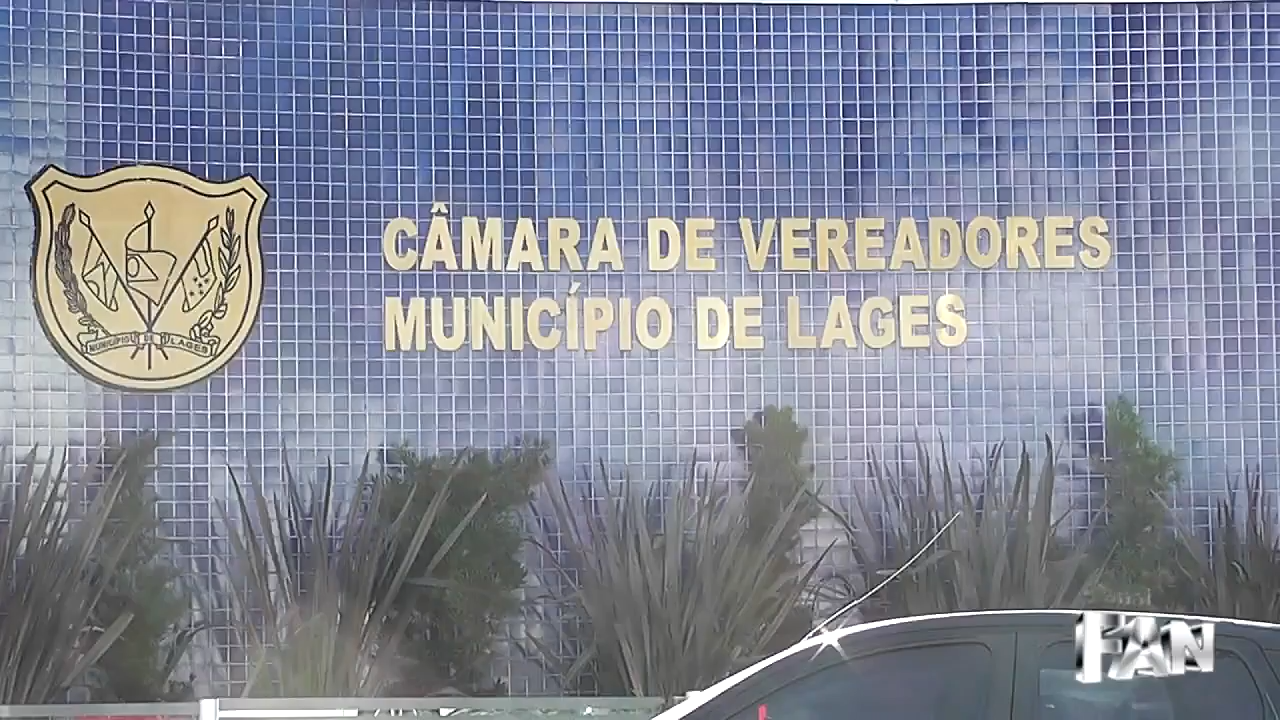 CÂMARA DE VEREADORES
MUNICÍPIO DE LAGES
MUNICÍPIO DE LAGES
FAN